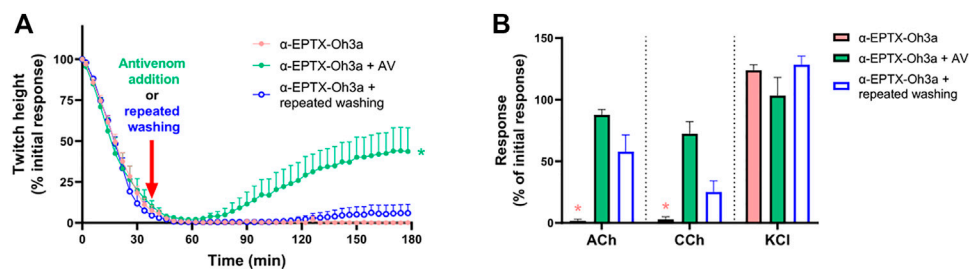 A
Twitch height
(% initial response)
100
75
50
25
0
Antivenom
addition
or
repeated
washing
α-EPTX-Oh3a
α-EPTX-Oh3a + AV
α-EPTX-Oh3a +
repeated washing
*
0 30 60 90 120 150 180
Time (min)
B
Response
(% of initial response)
150
100
50
0
* *
ACh CCh KCl
α-EPTX-Oh3a
α-EPTX-Oh3a + AV
α-EPTX-Oh3a +
repeated washing